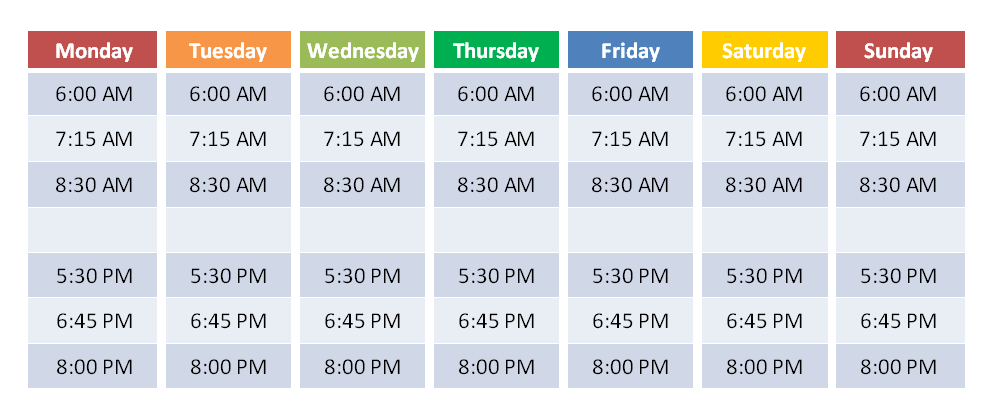 Monday Tuesday Wednesday Thursday Friday Saturday Sunday
6:00 AM 6:00 AM 6:00 AM 6:00 AM 6:00 AM 6:00 AM 6:00 AM
7:15 AM 7:15 AM 7:15 AM 7:15 AM 7:15 AM 7:15 AM 7:15 AM
8:30 AM 8:30 AM 8:30 AM 8:30 AM 8:30 AM 8:30 AM 8:30 AM
5:30 PM 5:30 PM 5:30 PM 5:30 PM 5:30 PM 5:30 PM 5:30 PM
6:45 PM 6:45 PM 6:45 PM 6:45 PM 6:45 PM 6:45 PM 6:45 PM
8:00 PM 8:00 PM 8:00 PM 8:00 PM 8:00 PM 8:00 PM 8:00 PM